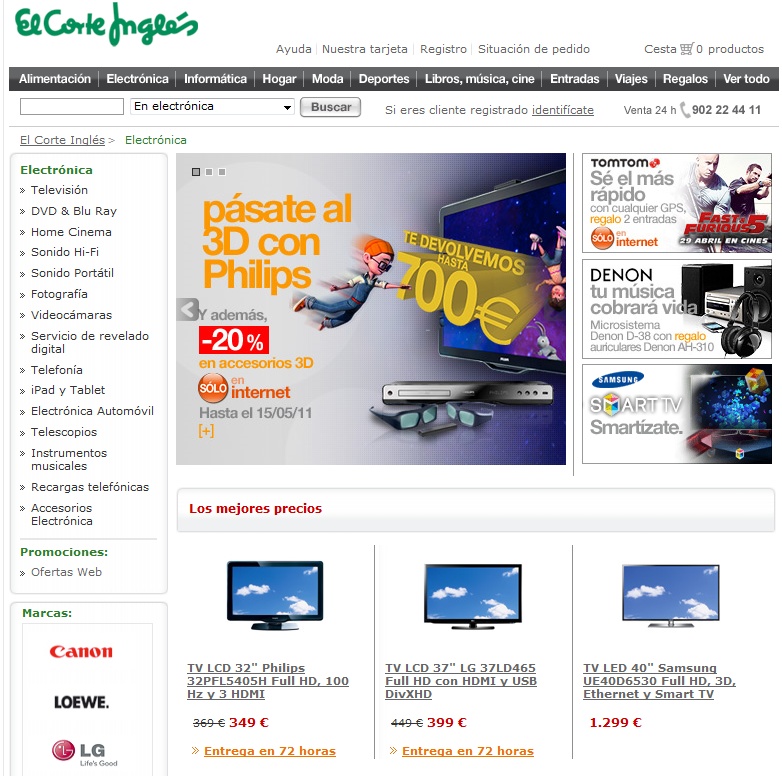 El Corte Inglés
Ayuda Nuestra tarjeta Registro Situación de pedido Cesta 0 productos
Alimentación Electrónica Informática Hogar Moda Deportes Libros, música, cine Entradas Viajes Regalos Ver todo
En electrónica Buscar Si eres cliente registrado identifícate Venta 24 h 902 22 44 11
El Corte Inglés > Electrónica
Electrónica
» Televisión
» DVD & Blu Ray
» Home Cinema
» Sonido Hi-Fi
» Sonido Portátil
» Fotografía
» Videocámaras
» Servicio de revelado
digital
» Telefonía
» iPad y Tablet
» Electrónica Automóvil
» Telescopios
» Instrumentos
musicales
» Recargas telefónicas
» Accesorios
Electrónica
Promociones:
» Ofertas Web
Marcas:
Canon
LOEWE.
LG
Life's Good
pásate al
3D con
Philips
Y además,
-20 %
en accesorios 3D
SÓLO en
internet
Hasta el 15/05/11
[+]
TE DEVOLVEMOS
HASTA
700€
TOMTOM
Sé el más
rápido
con cualquier GPS,
regalo 2 entradas
SÓLO en
internet
FAST &
FURIOUS 5
29 ABRIL EN CINES
DENON
tu música
cobrará vida
Microsistema
Denon D-38 con regalo
auriculares Denon AH-310
SAMSUNG
SMART TV
Smartízate.
Los mejores precios
TV LCD 32" Philips
32PFL5405H Full HD, 100
Hz y 3 HDMI
369 € 349 €
» Entrega en 72 horas
TV LCD 37" LG 37LD465
Full HD con HDMI y USB
DivXHD
449 € 399 €
» Entrega en 72 horas
TV LED 40" Samsung
UE40D6530 Full HD, 3D,
Ethernet y Smart TV
1.299 €